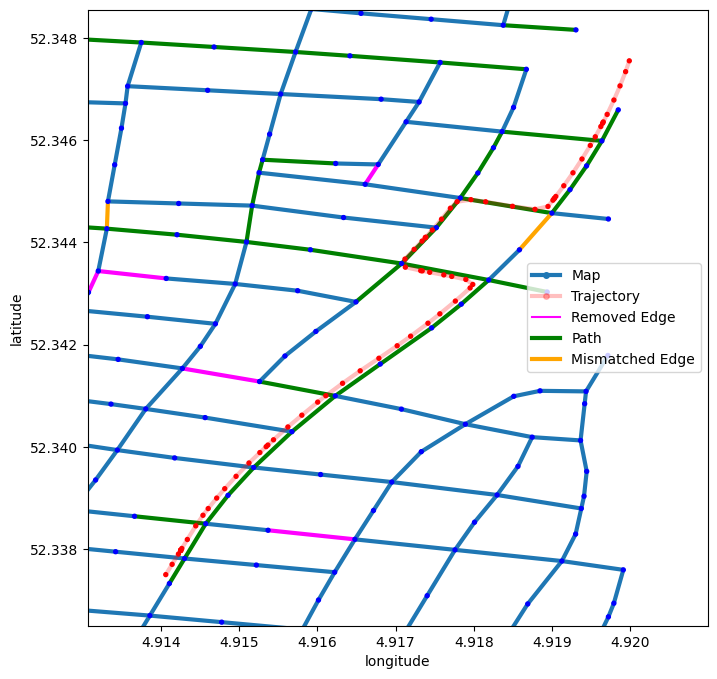 52.348
52.346
52.344
52.342
52.340
52.338
latitude
Map
Trajectory
Removed Edge
Path
Mismatched Edge
4.914 4.915 4.916 4.917 4.918 4.919 4.920
longitude